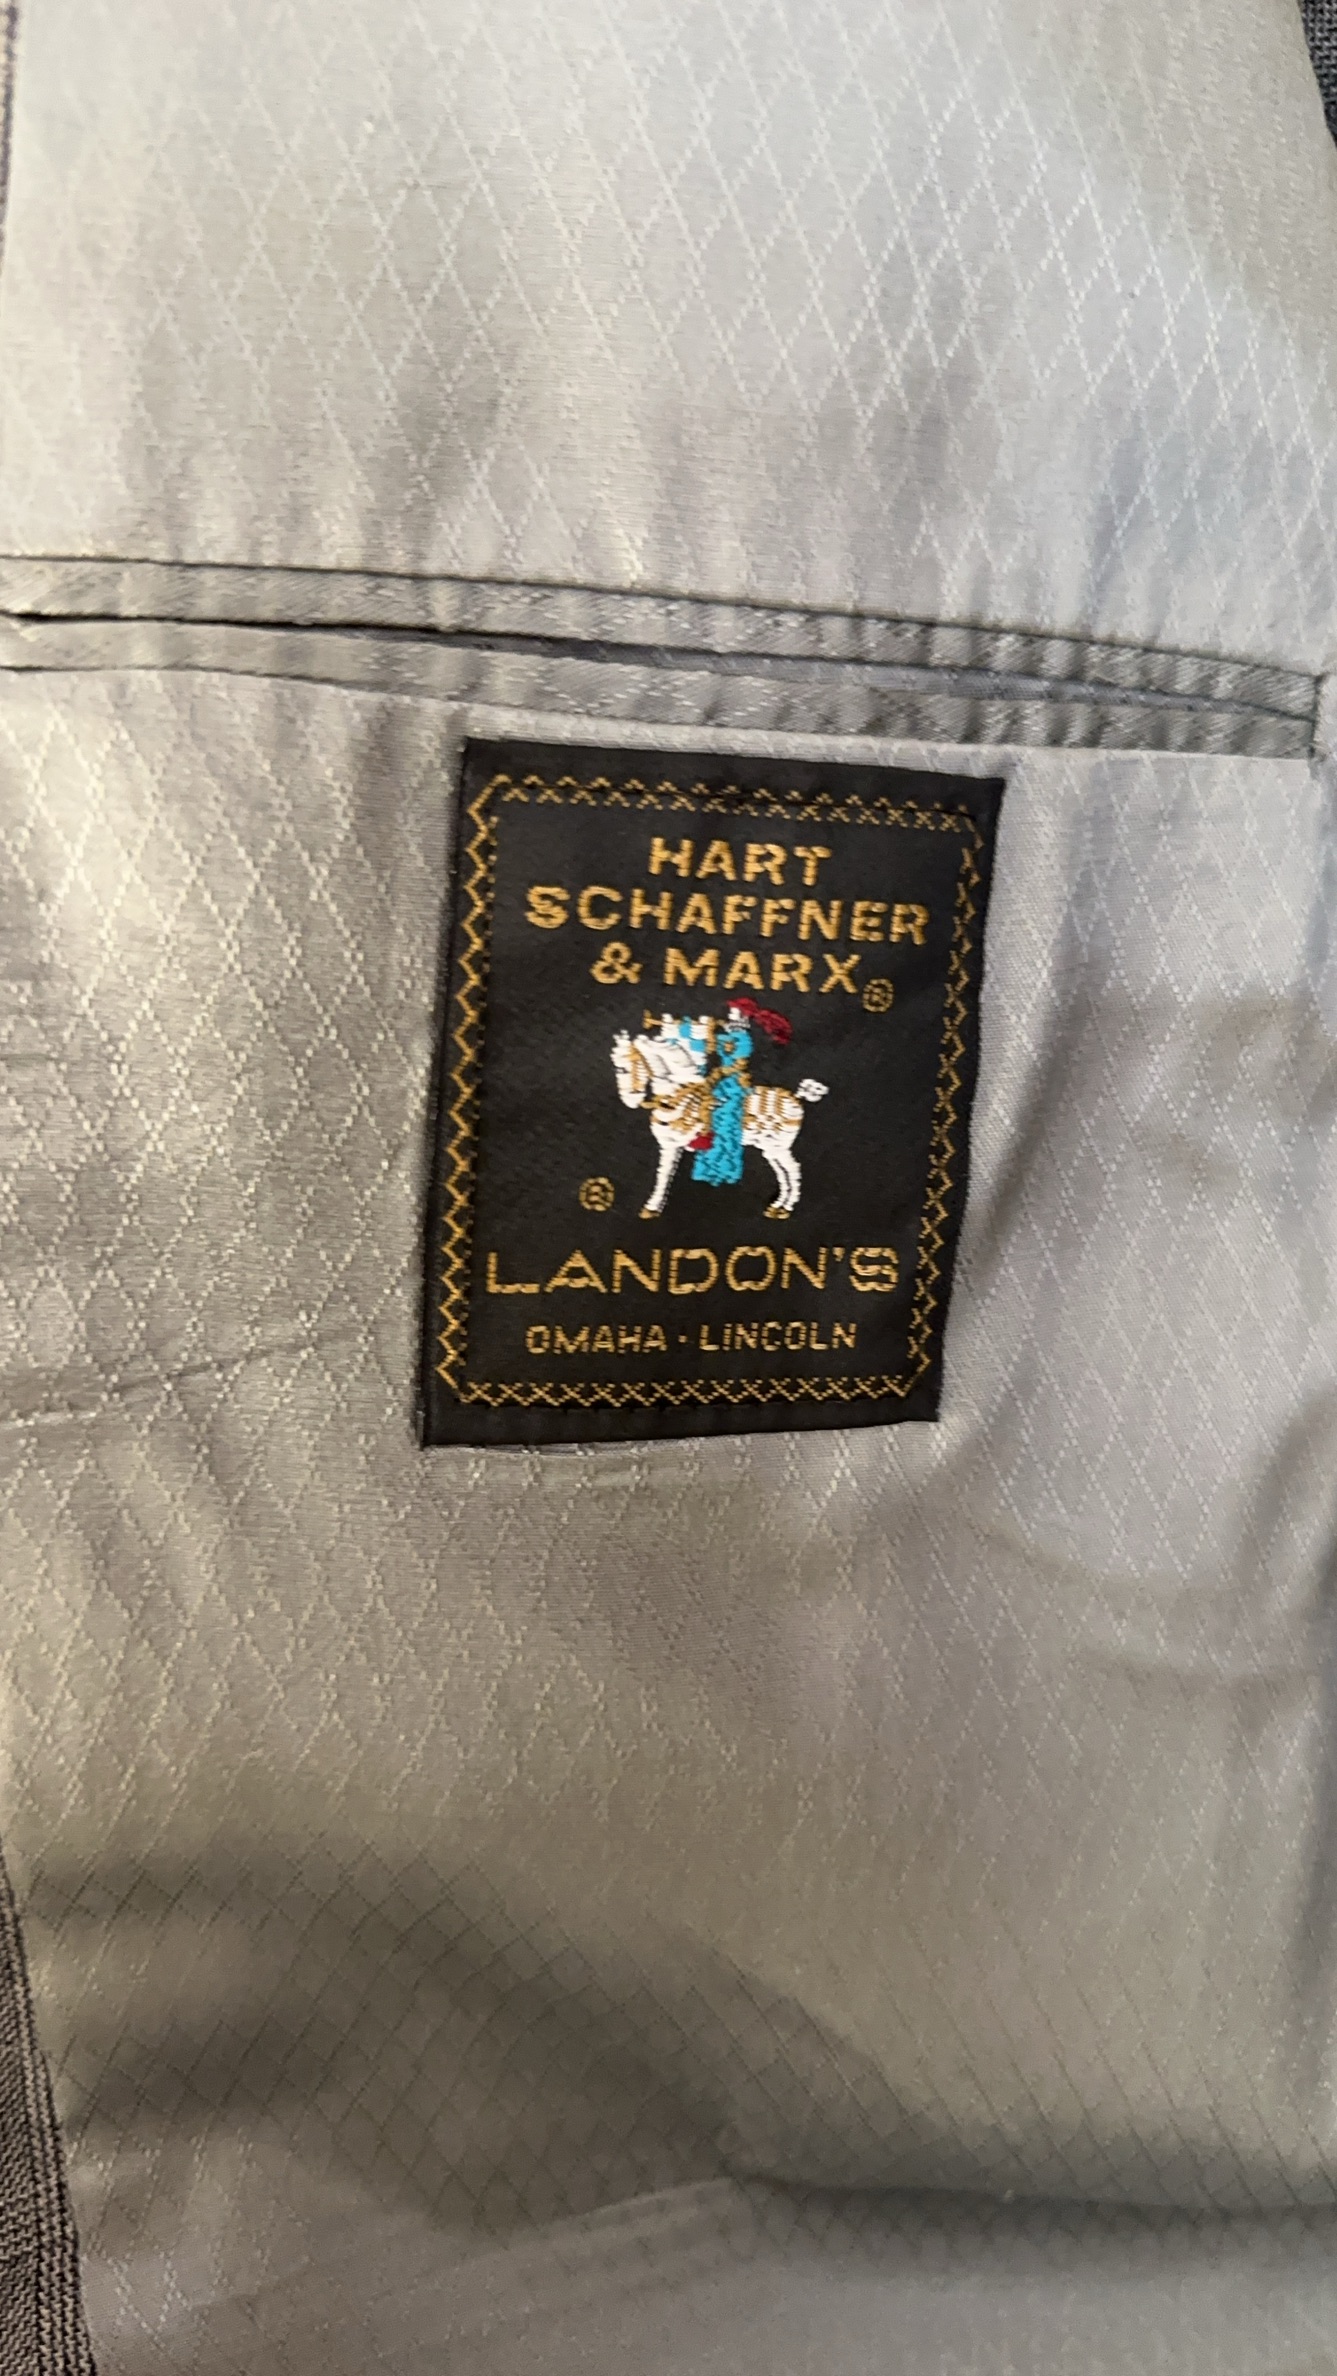 HART
SCHAFFNER
& MARX®
®
LANDON'S
OMAHA · LINCOLN